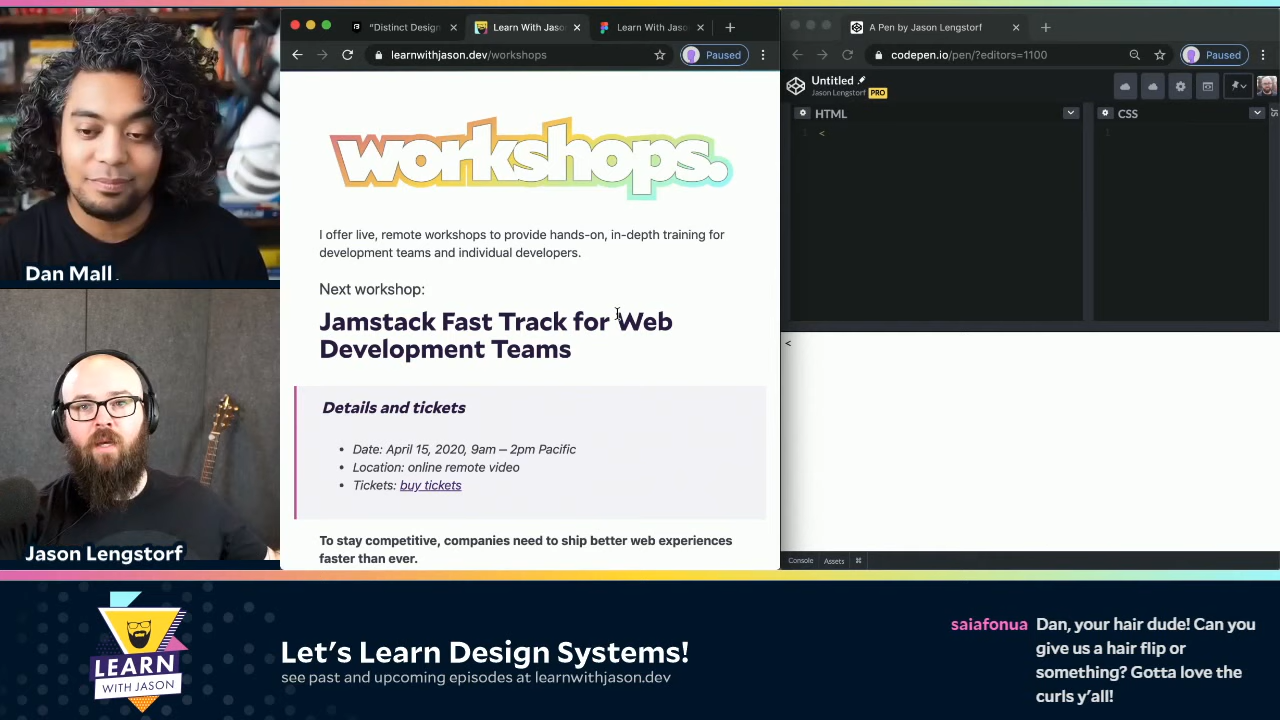 Dan Mall
Jason Lengstorf
"Distinct Design
Learn With Jaso
Learn With Jaso
learnwithjason.dev/workshops
Paused
workshops.
I offer live, remote workshops to provide hands-on, in-depth training for
development teams and individual developers.
Next workshop:
Jamstack Fast Track for Web
Development Teams
Details and tickets
• Date: April 15, 2020, 9am – 2pm Pacific
• Location: online remote video
• Tickets: buy tickets
To stay competitive, companies need to ship better web experiences
faster than ever.
A Pen by Jason Lengstorf
codepen.io/pen/?editors=1100
Paused
Untitled
Jason Lengstorf PRO
HTML
CSS
JS
1 <
1
<
Console
Assets
⌘
LEARN
WITH JASON
Let's Learn Design Systems!
see past and upcoming episodes at learnwithjason.dev
saiafonua Dan, your hair dude! Can you
give us a hair flip or
something? Gotta love the
curls y'all!